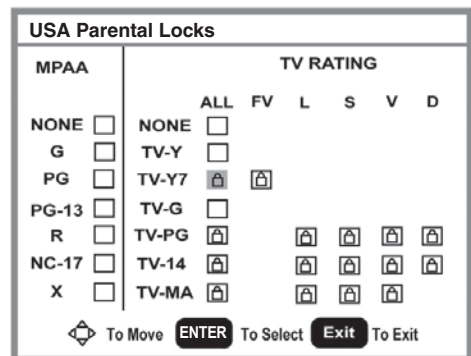 USA Parental Locks
MPAA TV RATING
ALL FV L S V D
NONE NONE
G TV-Y
PG TV-Y7
PG-13 TV-G
R TV-PG
NC-17 TV-14
X TV-MA
To Move ENTER To Select Exit To Exit